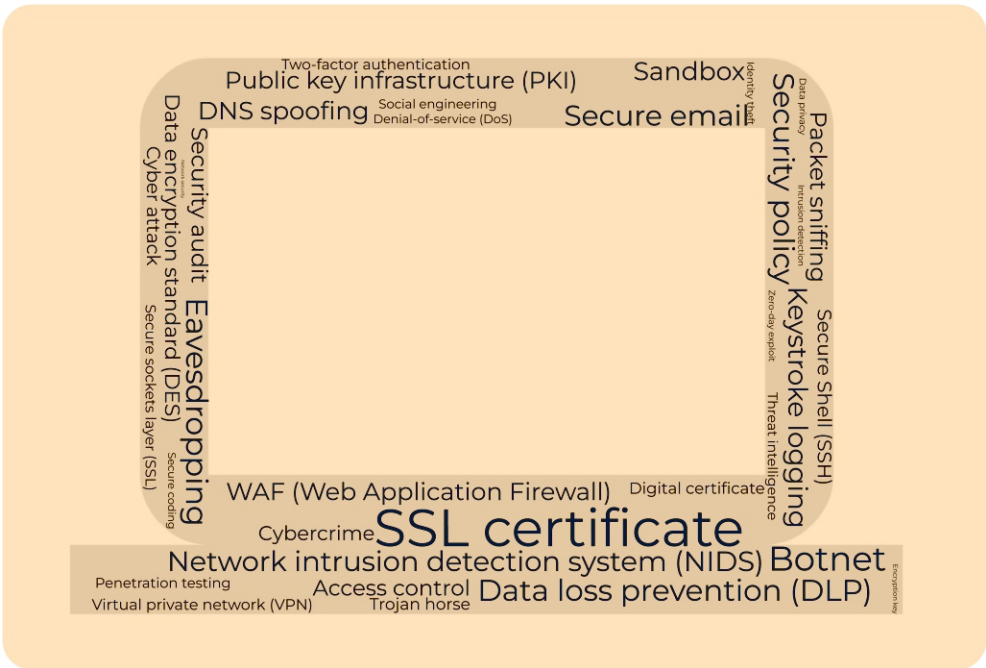 Two-factor authentication
Public key infrastructure (PKI)
Sandbox
DNS spoofing
Social engineering
Denial-of-service (DoS)
Secure email
Identity theft
Security policy
Data privacy
Packet sniffing
Intrusion detection
Data encryption standard (DES)
Security audit
Network security
Cyber attack
Eavesdropping
Secure sockets layer (SSL)
Secure coding
Zero-day exploit
Keystroke logging
Secure Shell (SSH)
Threat intelligence
WAF (Web Application Firewall)
Digital certificate
Cybercrime
SSL certificate
Network intrusion detection system (NIDS)
Botnet
Penetration testing
Access control
Data loss prevention (DLP)
Virtual private network (VPN)
Trojan horse
Encryption key